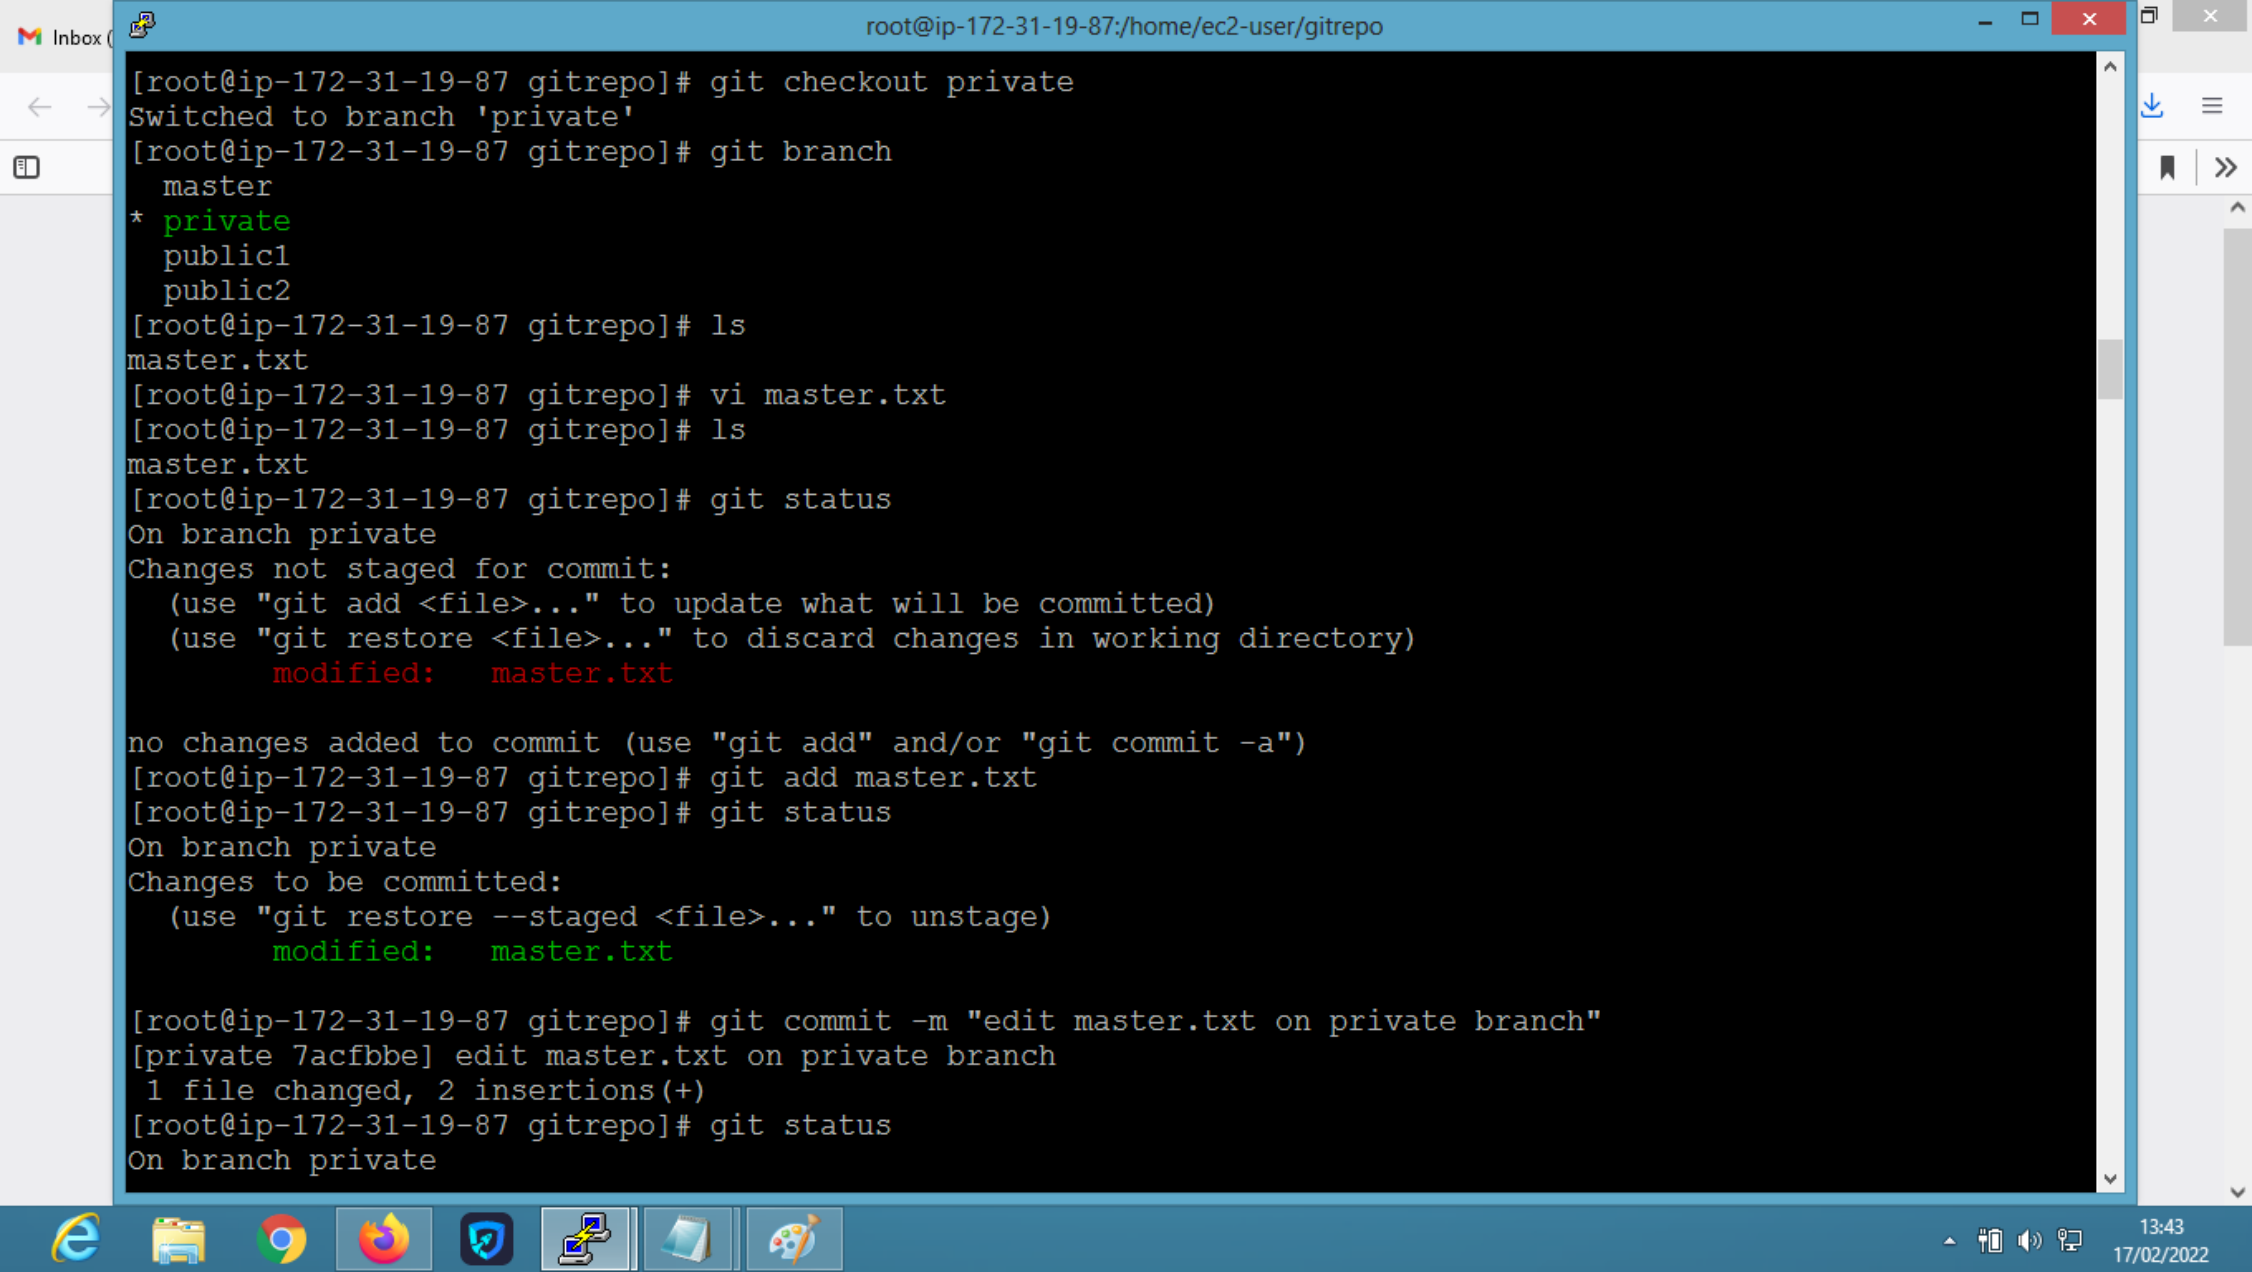 Inbox (
root@ip-172-31-19-87:/home/ec2-user/gitrepo
[root@ip-172-31-19-87 gitrepo]# git checkout private
Switched to branch 'private'
[root@ip-172-31-19-87 gitrepo]# git branch
  master
* private
  public1
  public2
[root@ip-172-31-19-87 gitrepo]# ls
master.txt
[root@ip-172-31-19-87 gitrepo]# vi master.txt
[root@ip-172-31-19-87 gitrepo]# ls
master.txt
[root@ip-172-31-19-87 gitrepo]# git status
On branch private
Changes not staged for commit:
  (use "git add <file>..." to update what will be committed)
  (use "git restore <file>..." to discard changes in working directory)
        modified:   master.txt
no changes added to commit (use "git add" and/or "git commit -a")
[root@ip-172-31-19-87 gitrepo]# git add master.txt
[root@ip-172-31-19-87 gitrepo]# git status
On branch private
Changes to be committed:
  (use "git restore --staged <file>..." to unstage)
        modified:   master.txt
[root@ip-172-31-19-87 gitrepo]# git commit -m "edit master.txt on private branch"
[private 7acfbbe] edit master.txt on private branch
 1 file changed, 2 insertions(+)
[root@ip-172-31-19-87 gitrepo]# git status
On branch private
13:43
17/02/2022